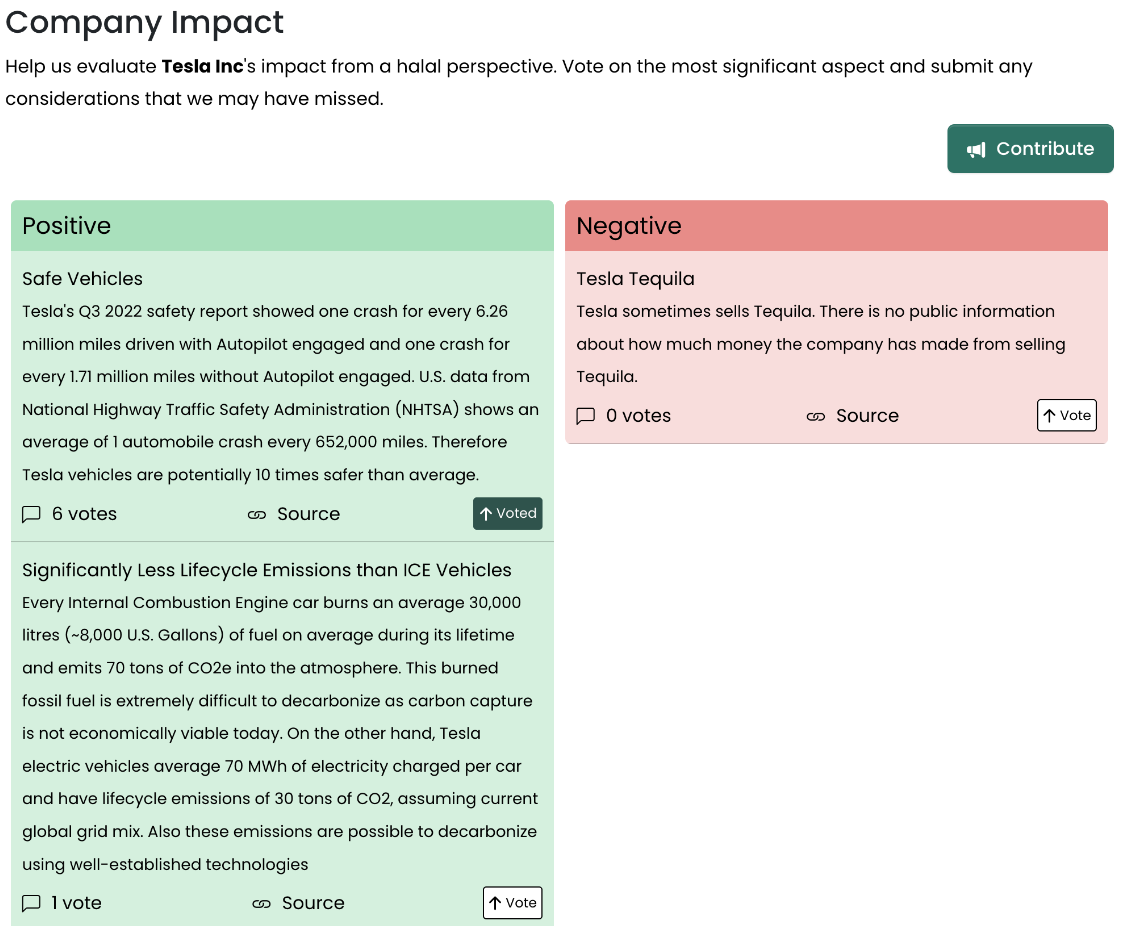 Company Impact
Help us evaluate Tesla Inc's impact from a halal perspective. Vote on the most significant aspect and submit any
considerations that we may have missed.
Contribute
Positive
Safe Vehicles
Tesla's Q3 2022 safety report showed one crash for every 6.26
million miles driven with Autopilot engaged and one crash for
every 1.71 million miles without Autopilot engaged. U.S. data from
National Highway Traffic Safety Administration (NHTSA) shows an
average of 1 automobile crash every 652,000 miles. Therefore
Tesla vehicles are potentially 10 times safer than average.
6 votes Source Voted
Significantly Less Lifecycle Emissions than ICE Vehicles
Every Internal Combustion Engine car burns an average 30,000
litres (~8,000 U.S. Gallons) of fuel on average during its lifetime
and emits 70 tons of CO2e into the atmosphere. This burned
fossil fuel is extremely difficult to decarbonize as carbon capture
is not economically viable today. On the other hand, Tesla
electric vehicles average 70 MWh of electricity charged per car
and have lifecycle emissions of 30 tons of CO2, assuming current
global grid mix. Also these emissions are possible to decarbonize
using well-established technologies
1 vote Source Vote
Negative
Tesla Tequila
Tesla sometimes sells Tequila. There is no public information
about how much money the company has made from selling
Tequila.
0 votes Source Vote